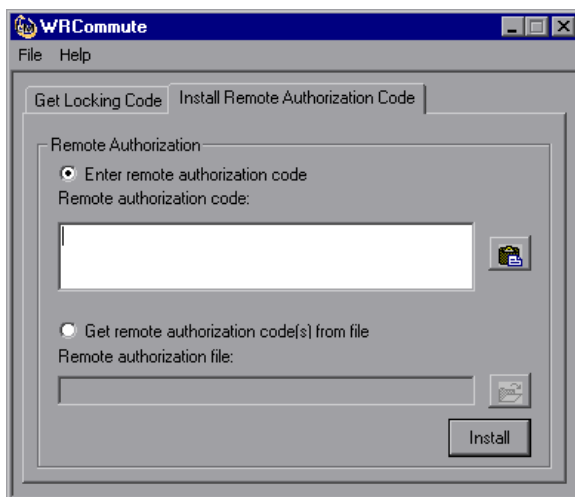 WRCommute
File Help
Get Locking Code Install Remote Authorization Code
Remote Authorization
Enter remote authorization code
Remote authorization code:
Get remote authorization code(s) from file
Remote authorization file:
Install